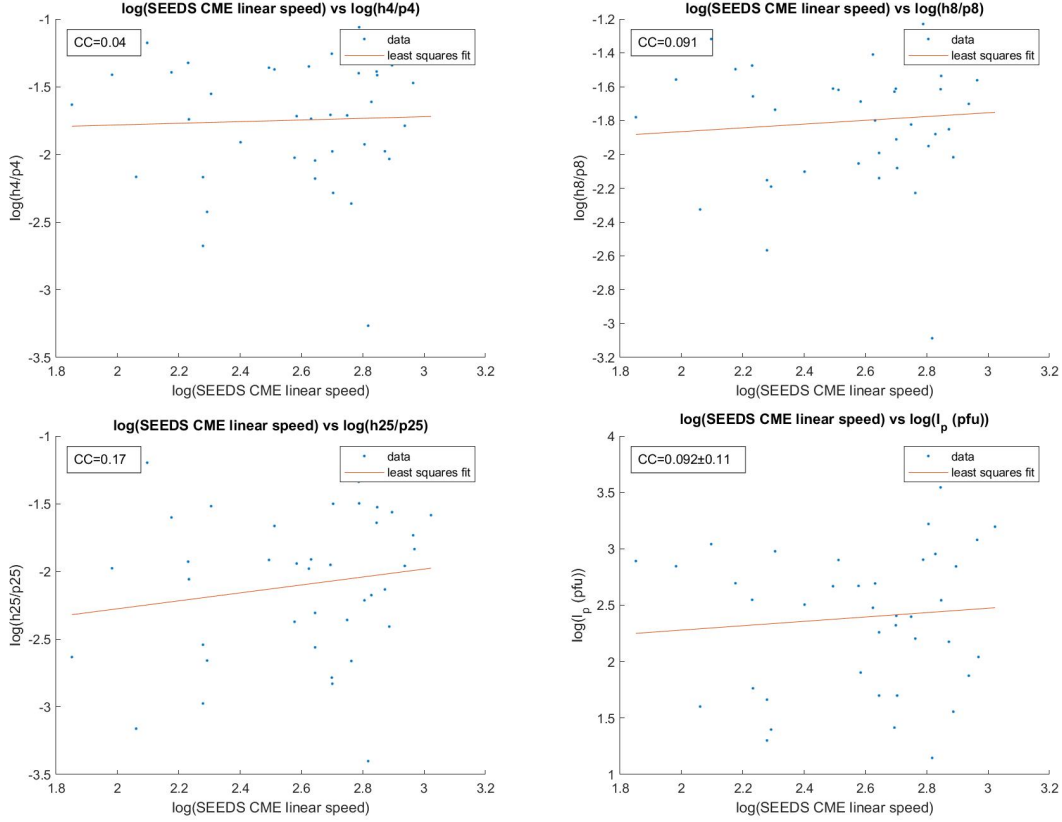 log(SEEDS CME linear speed) vs log(h4/p4)
CC=0.04
data
least squares fit
log(h4/p4)
-1
-1.5
-2
-2.5
-3
-3.5
1.8 2 2.2 2.4 2.6 2.8 3 3.2
log(SEEDS CME linear speed)
log(SEEDS CME linear speed) vs log(h8/p8)
CC=0.091
data
least squares fit
log(h8/p8)
-1.2
-1.4
-1.6
-1.8
-2
-2.2
-2.4
-2.6
-2.8
-3
-3.2
1.8 2 2.2 2.4 2.6 2.8 3 3.2
log(SEEDS CME linear speed)
log(SEEDS CME linear speed) vs log(h25/p25)
CC=0.17
data
least squares fit
log(h25/p25)
-1
-1.5
-2
-2.5
-3
-3.5
1.8 2 2.2 2.4 2.6 2.8 3 3.2
log(SEEDS CME linear speed)
log(SEEDS CME linear speed) vs log(I_p (pfu))
CC=0.092±0.11
data
least squares fit
log(I_p (pfu))
4
3.5
3
2.5
2
1.5
1
1.8 2 2.2 2.4 2.6 2.8 3 3.2
log(SEEDS CME linear speed)